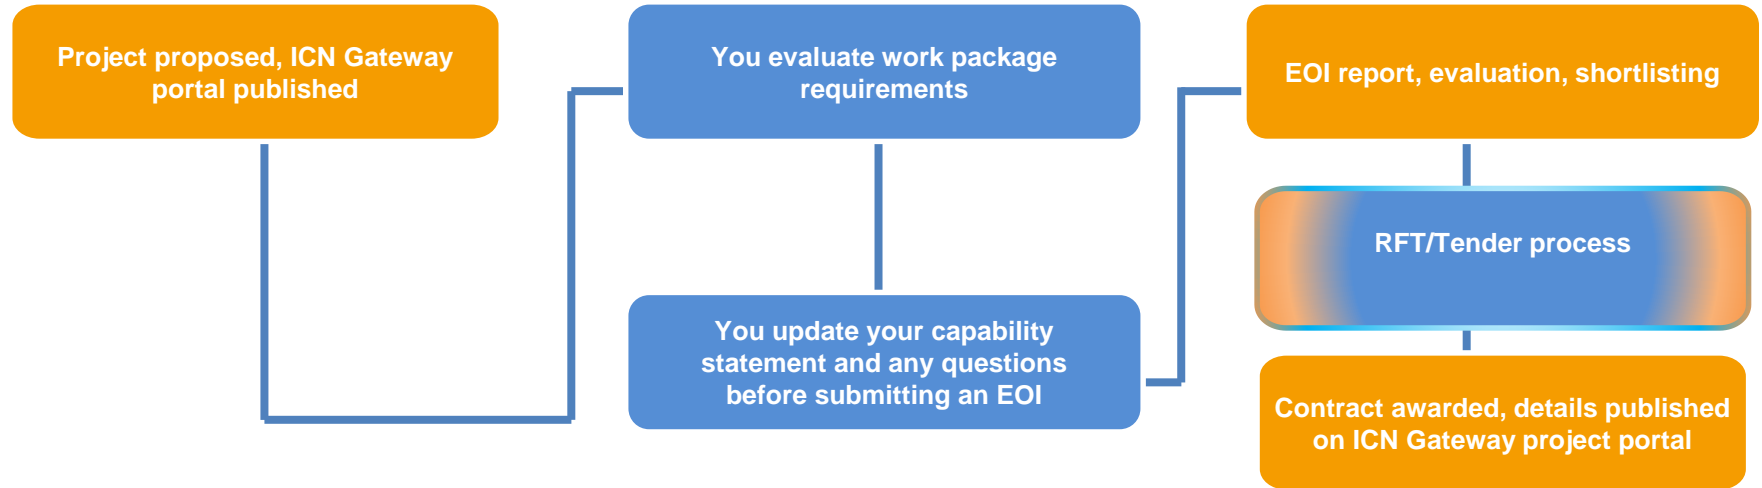 Project proposed, ICN Gateway
portal published
You evaluate work package
requirements
You update your capability
statement and any questions
before submitting an EOI
EOI report, evaluation, shortlisting
RFT/Tender process
Contract awarded, details published
on ICN Gateway project portal